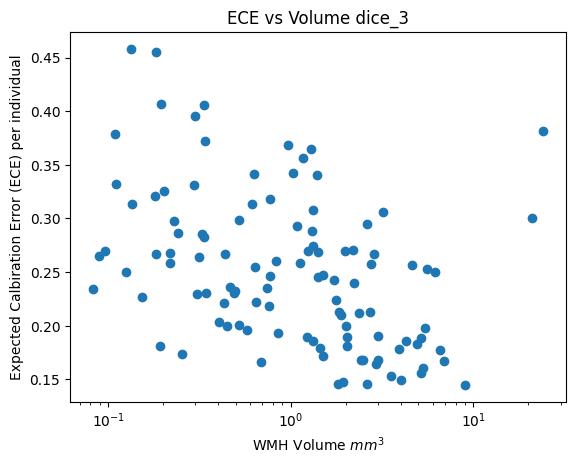 ECE vs Volume dice_3
Expected Calbiration Error (ECE) per individual
0.45
0.40
0.35
0.30
0.25
0.20
0.15
10⁻¹ 10⁰ 10¹
WMH Volume mm³